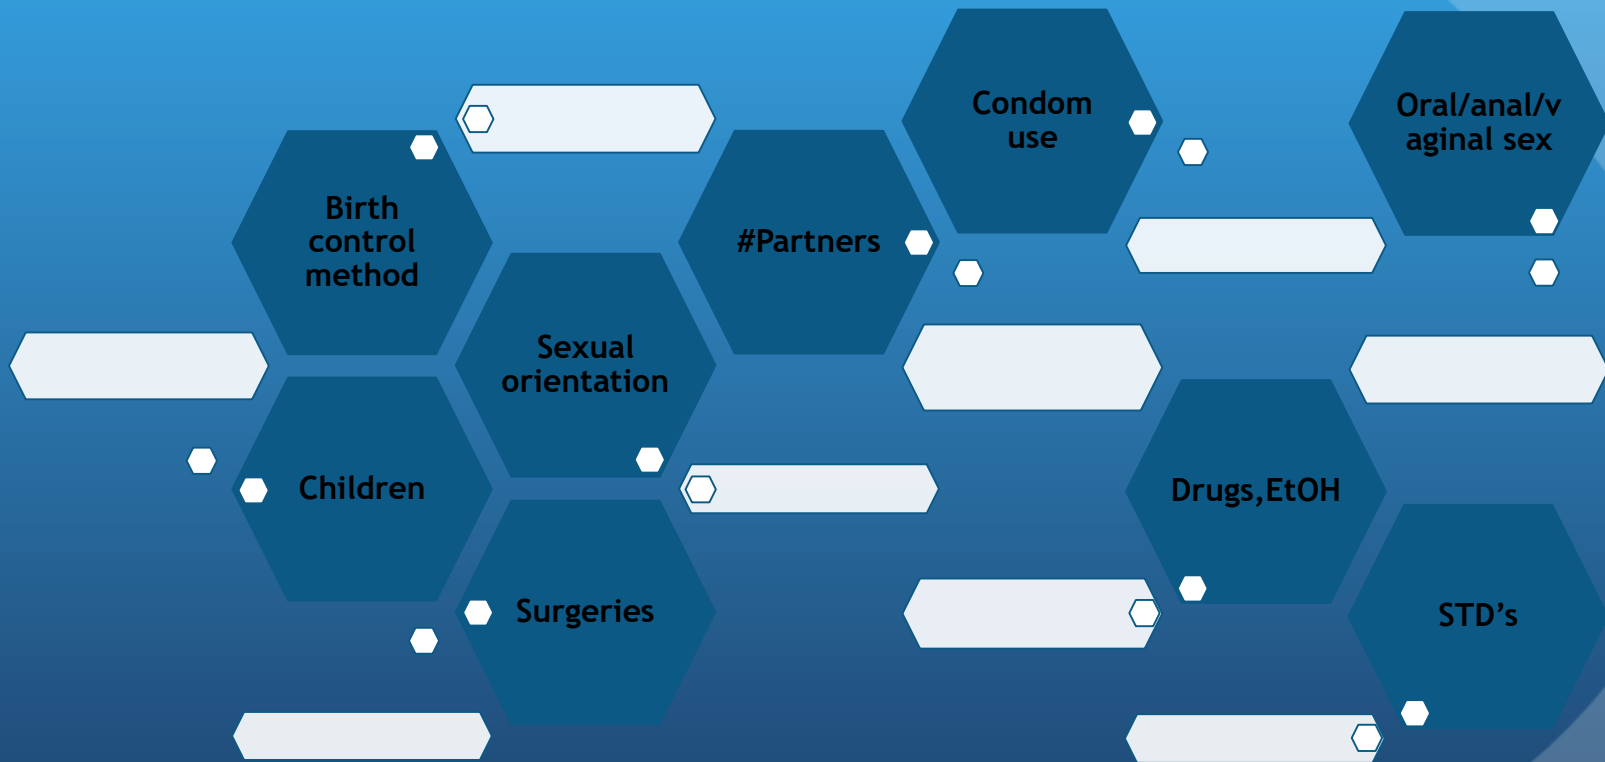 Condom
use
Oral/anal/v
aginal sex
Birth
control
method
#Partners
Sexual
orientation
Children
Drugs,EtOH
Surgeries
STD’s